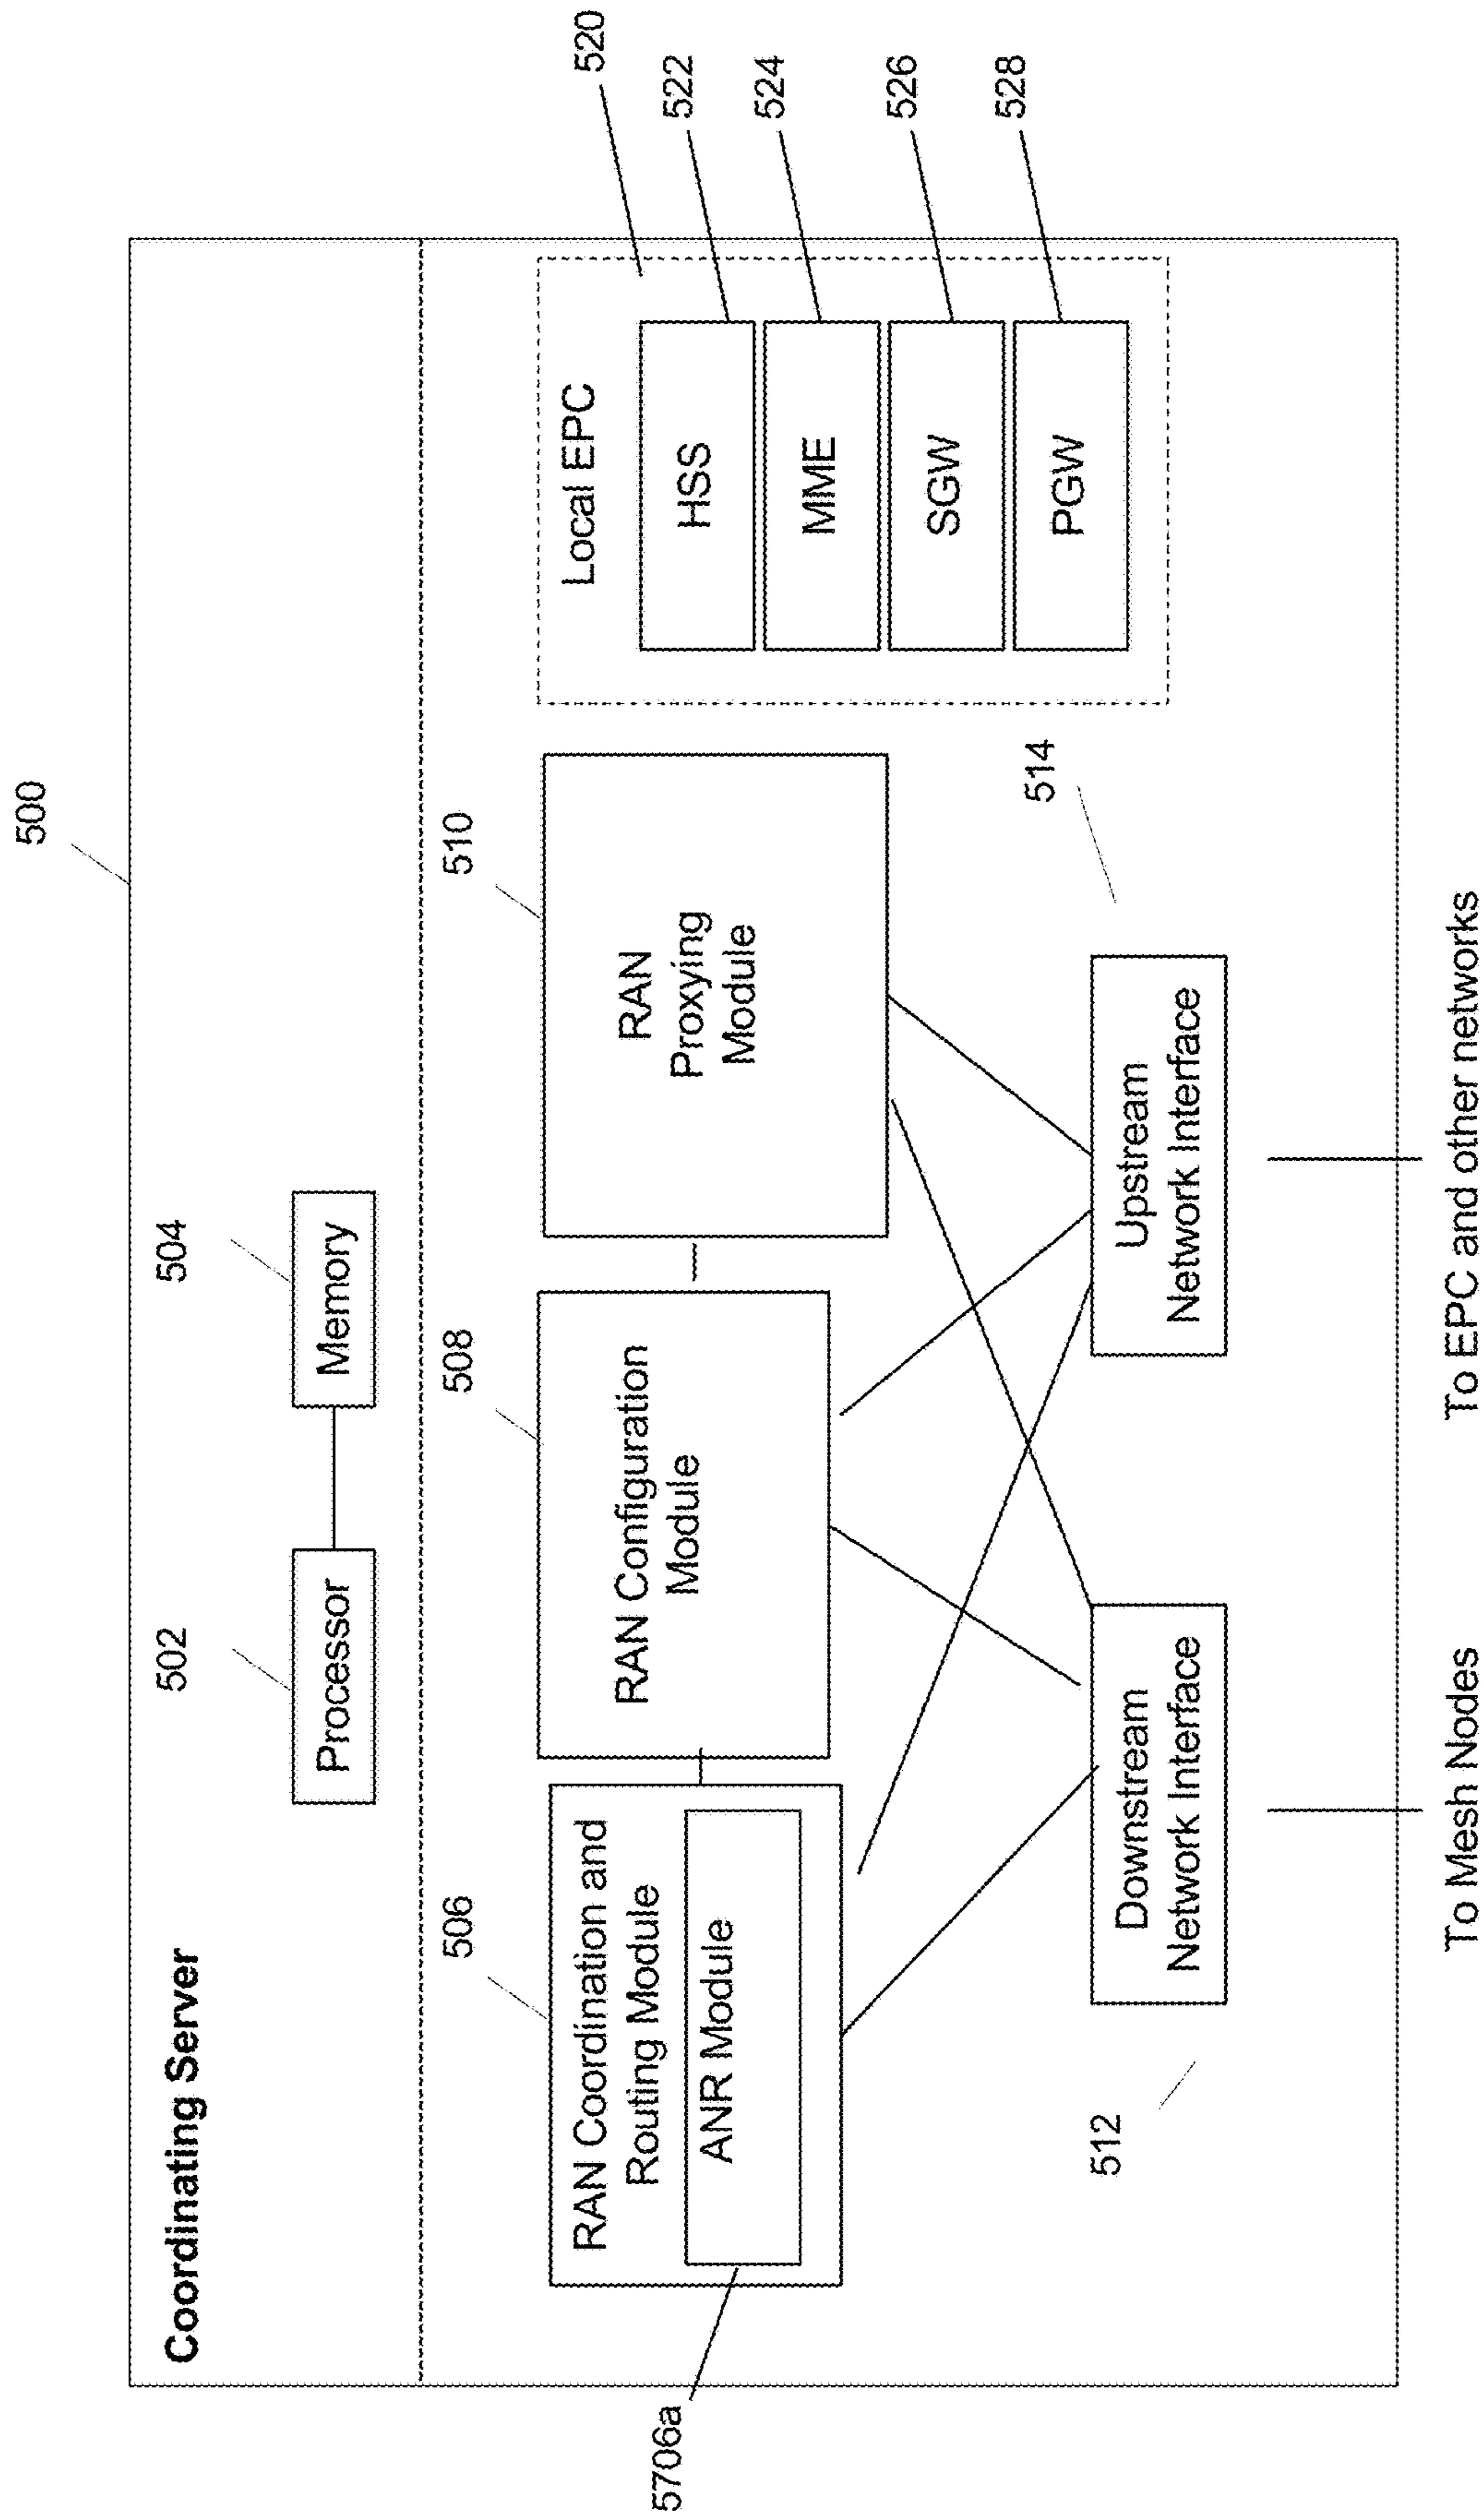 500
Coordinating Server
502
Processor
504
Memory
506
RAN Coordination and
Routing Module
ANR Module
5706a
508
RAN Configuration
Module
510
RAN
Proxying
Module
Local EPC
520
HSS
522
MME
524
SGW
526
PGW
528
Downstream
Network Interface
512
Upstream
Network Interface
514
To Mesh Nodes
To EPC and other networks